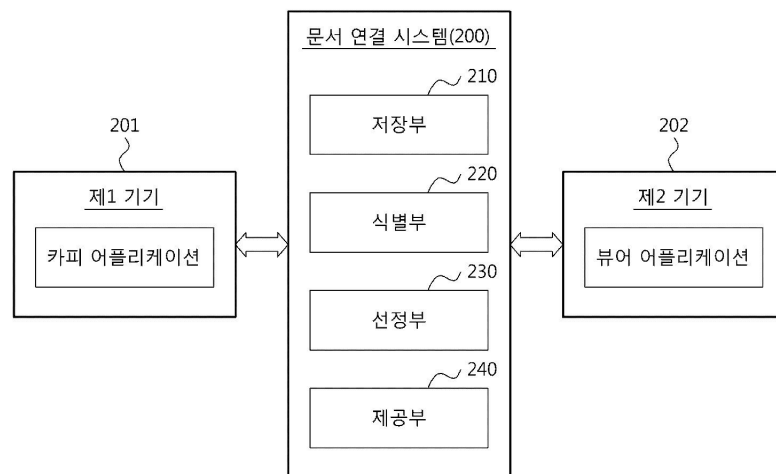 문서 연결 시스템(200)
210
저장부
201
202
제1 기기
220
제2 기기
카피 어플리케이션
식별부
뷰어 어플리케이션
230
선정부
240
제공부